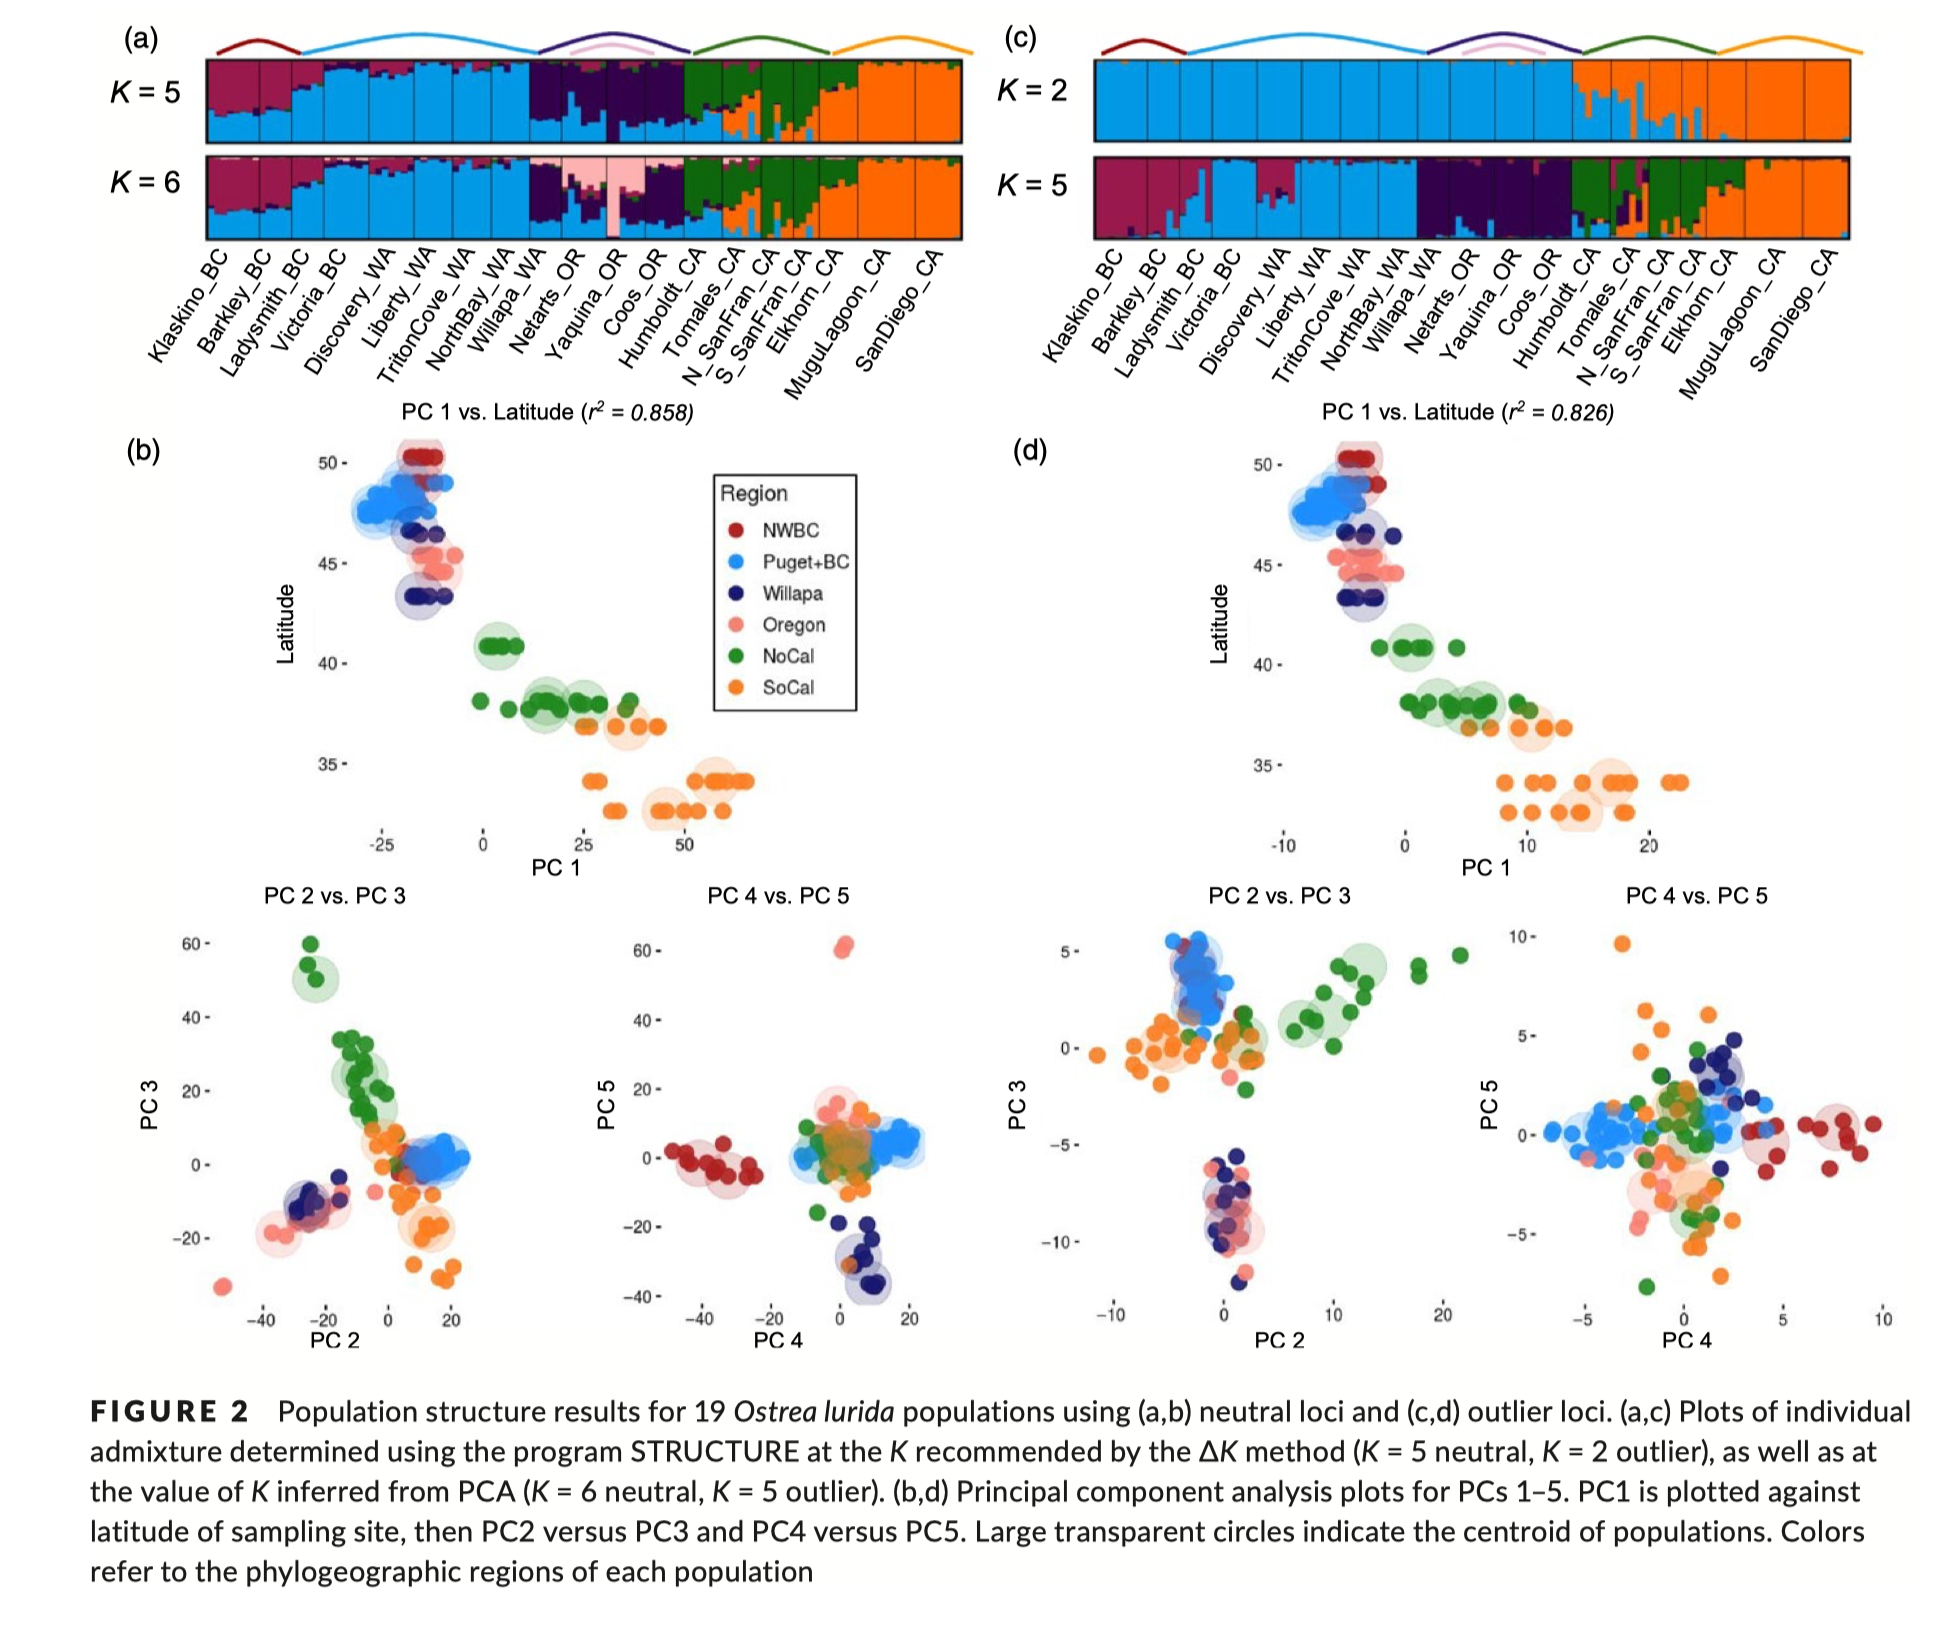 (a)
K = 5
K = 6
Klaskino_BC
Barkley_BC
Ladysmith_BC
Victoria_BC
Discovery_WA
Liberty_WA
TritonCove_WA
NorthBay_WA
Willapa_WA
Netarts_OR
Yaquina_OR
Coos_OR
Humboldt_CA
Tomales_CA
N_SanFran_CA
S_SanFran_CA
Elkhorn_CA
MuguLagoon_CA
SanDiego_CA
(c)
K = 2
K = 5
Klaskino_BC
Barkley_BC
Ladysmith_BC
Victoria_BC
Discovery_WA
Liberty_WA
TritonCove_WA
NorthBay_WA
Willapa_WA
Netarts_OR
Yaquina_OR
Coos_OR
Humboldt_CA
Tomales_CA
N_SanFran_CA
S_SanFran_CA
Elkhorn_CA
MuguLagoon_CA
SanDiego_CA
(b)
PC 1 vs. Latitude (r² = 0.858)
Latitude
50
45
40
35
-25 0 25 50
PC 1
Region
NWBC
Puget+BC
Willapa
Oregon
NoCal
SoCal
(d)
PC 1 vs. Latitude (r² = 0.826)
Latitude
50
45
40
35
-10 0 10 20
PC 1
PC 2 vs. PC 3
PC 3
60
40
20
0
−20
−40 −20 0 20
PC 2
PC 4 vs. PC 5
PC 5
60
40
20
0
−20
−40
−40 −20 0 20
PC 4
PC 2 vs. PC 3
PC 3
5
0
−5
−10
−10 0 10 20
PC 2
PC 4 vs. PC 5
PC 5
10
5
0
−5
−5 0 5 10
PC 4
FIGURE 2 Population structure results for 19 Ostrea lurida populations using (a,b) neutral loci and (c,d) outlier loci. (a,c) Plots of individual
admixture determined using the program STRUCTURE at the K recommended by the ΔK method (K = 5 neutral, K = 2 outlier), as well as at
the value of K inferred from PCA (K = 6 neutral, K = 5 outlier). (b,d) Principal component analysis plots for PCs 1–5. PC1 is plotted against
latitude of sampling site, then PC2 versus PC3 and PC4 versus PC5. Large transparent circles indicate the centroid of populations. Colors
refer to the phylogeographic regions of each population